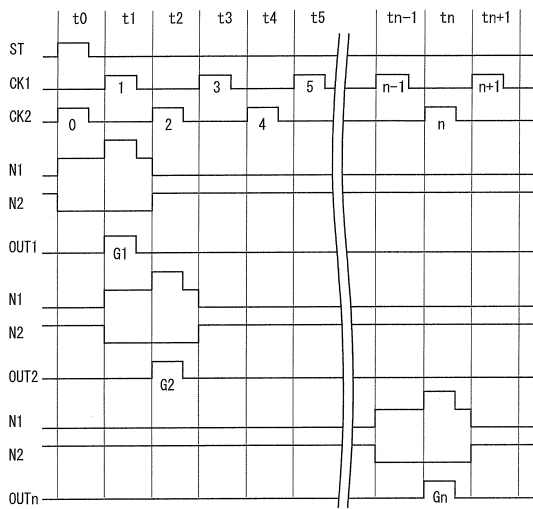 t0 t1 t2 t3 t4 t5 tn-1 tn tn+1
ST
CK1 1 3 5 n-1 n+1
CK2 0 2 4 n
N1
N2
OUT1 G1
N1
N2
OUT2 G2
N1
N2
OUTn Gn